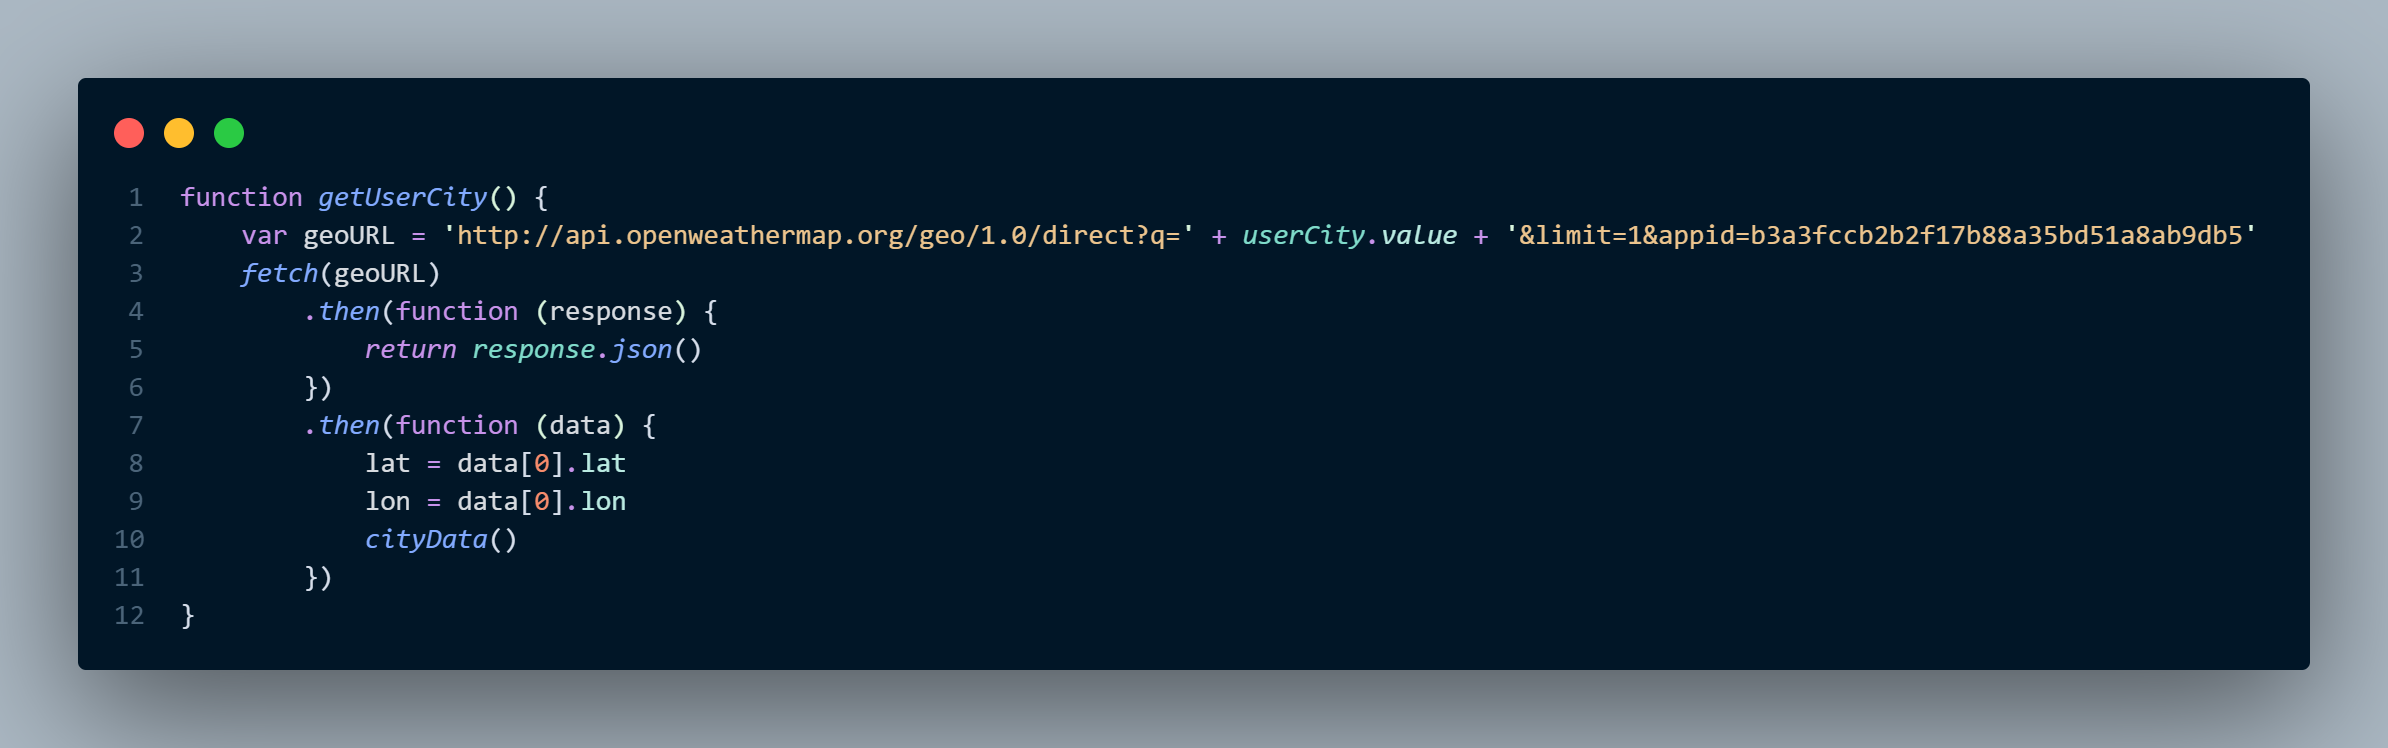 1 function getUserCity() {
2 var geoURL = 'http://api.openweathermap.org/geo/1.0/direct?q=' + userCity.value + '&limit=1&appid=b3a3fccb2b2f17b88a35bd51a8ab9db5'
3 fetch(geoURL)
4 .then(function (response) {
5 return response.json()
6 })
7 .then(function (data) {
8 lat = data[0].lat
9 lon = data[0].lon
10 cityData()
11 })
12 }